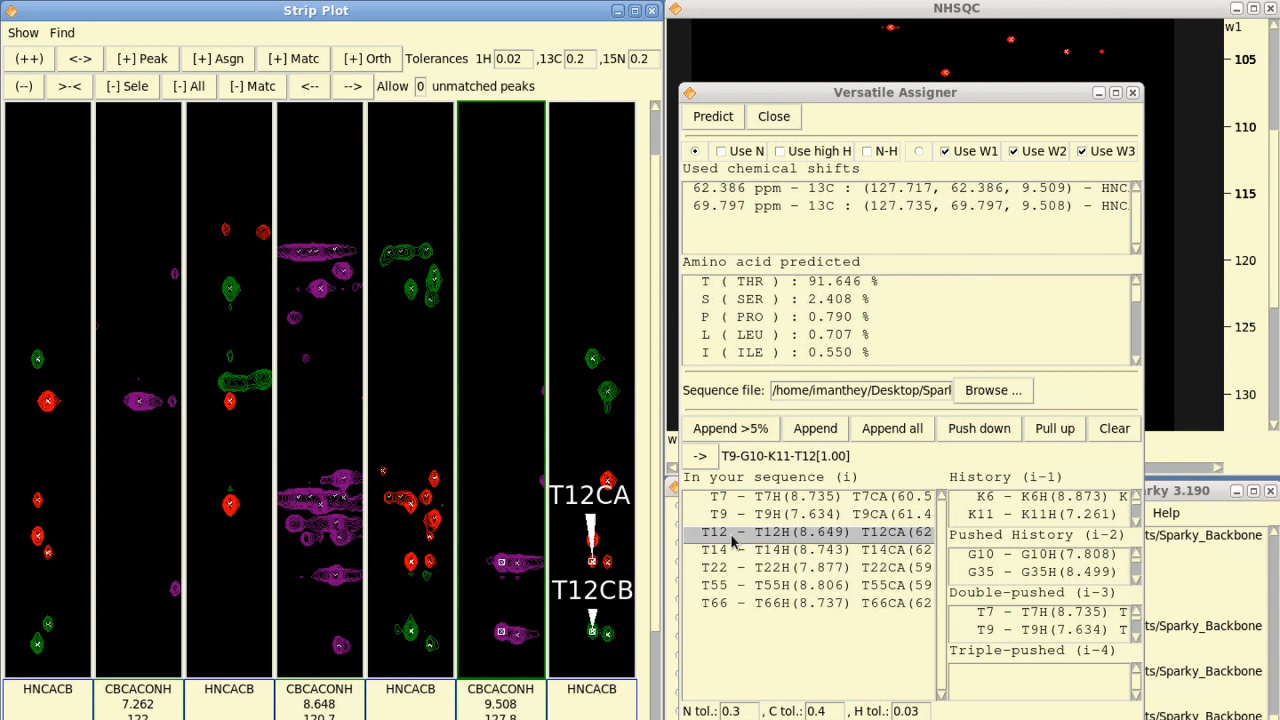 Strip Plot
Show Find
(++) <-> [+] Peak [+] Asgn [+] Matc [+] Orth Tolerances 1H 0.02 ,13C 0.2 ,15N 0.2
(--) >-< [-] Sele [-] All [-] Matc <-- --> Allow 0 unmatched peaks
T12CA
T12CB
HNCACB CBCACONH HNCACB CBCACONH HNCACB CBCACONH HNCACB
7.262 8.648 9.508
122 120.7 127.8
NHSQC
w1
105
110
115
120
125
130
w
Versatile Assigner
Predict Close
Use N Use high H N-H Use W1 Use W2 Use W3
Used chemical shifts
62.386 ppm - 13C : (127.717, 62.386, 9.509) - HNC
69.797 ppm - 13C : (127.735, 69.797, 9.508) - HNC
Amino acid predicted
T ( THR ) : 91.646 %
S ( SER ) : 2.408 %
P ( PRO ) : 0.790 %
L ( LEU ) : 0.707 %
I ( ILE ) : 0.550 %
Sequence file: /home/imanthey/Desktop/Spark Browse ...
Append >5% Append Append all Push down Pull up Clear
-> T9-G10-K11-T12[1.00]
In your sequence (i)
T7 - T7H(8.735) T7CA(60.5
T9 - T9H(7.634) T9CA(61.4
T12 - T12H(8.649) T12CA(62
T14 - T14H(8.743) T14CA(62
T22 - T22H(7.877) T22CA(59
T55 - T55H(8.806) T55CA(59
T66 - T66H(8.737) T66CA(62
History (i-1)
K6 - K6H(8.873) K
K11 - K11H(7.261)
Pushed History (i-2)
G10 - G10H(7.808)
G35 - G35H(8.499)
Double-pushed (i-3)
T7 - T7H(8.735) T
T9 - T9H(7.634) T
Triple-pushed (i-4)
N tol.: 0.3 , C tol.: 0.4 , H tol.: 0.03
rky 3.190
Help
ts/Sparky_Backbone
ts/Sparky_Backbone
ts/Sparky_Backbone